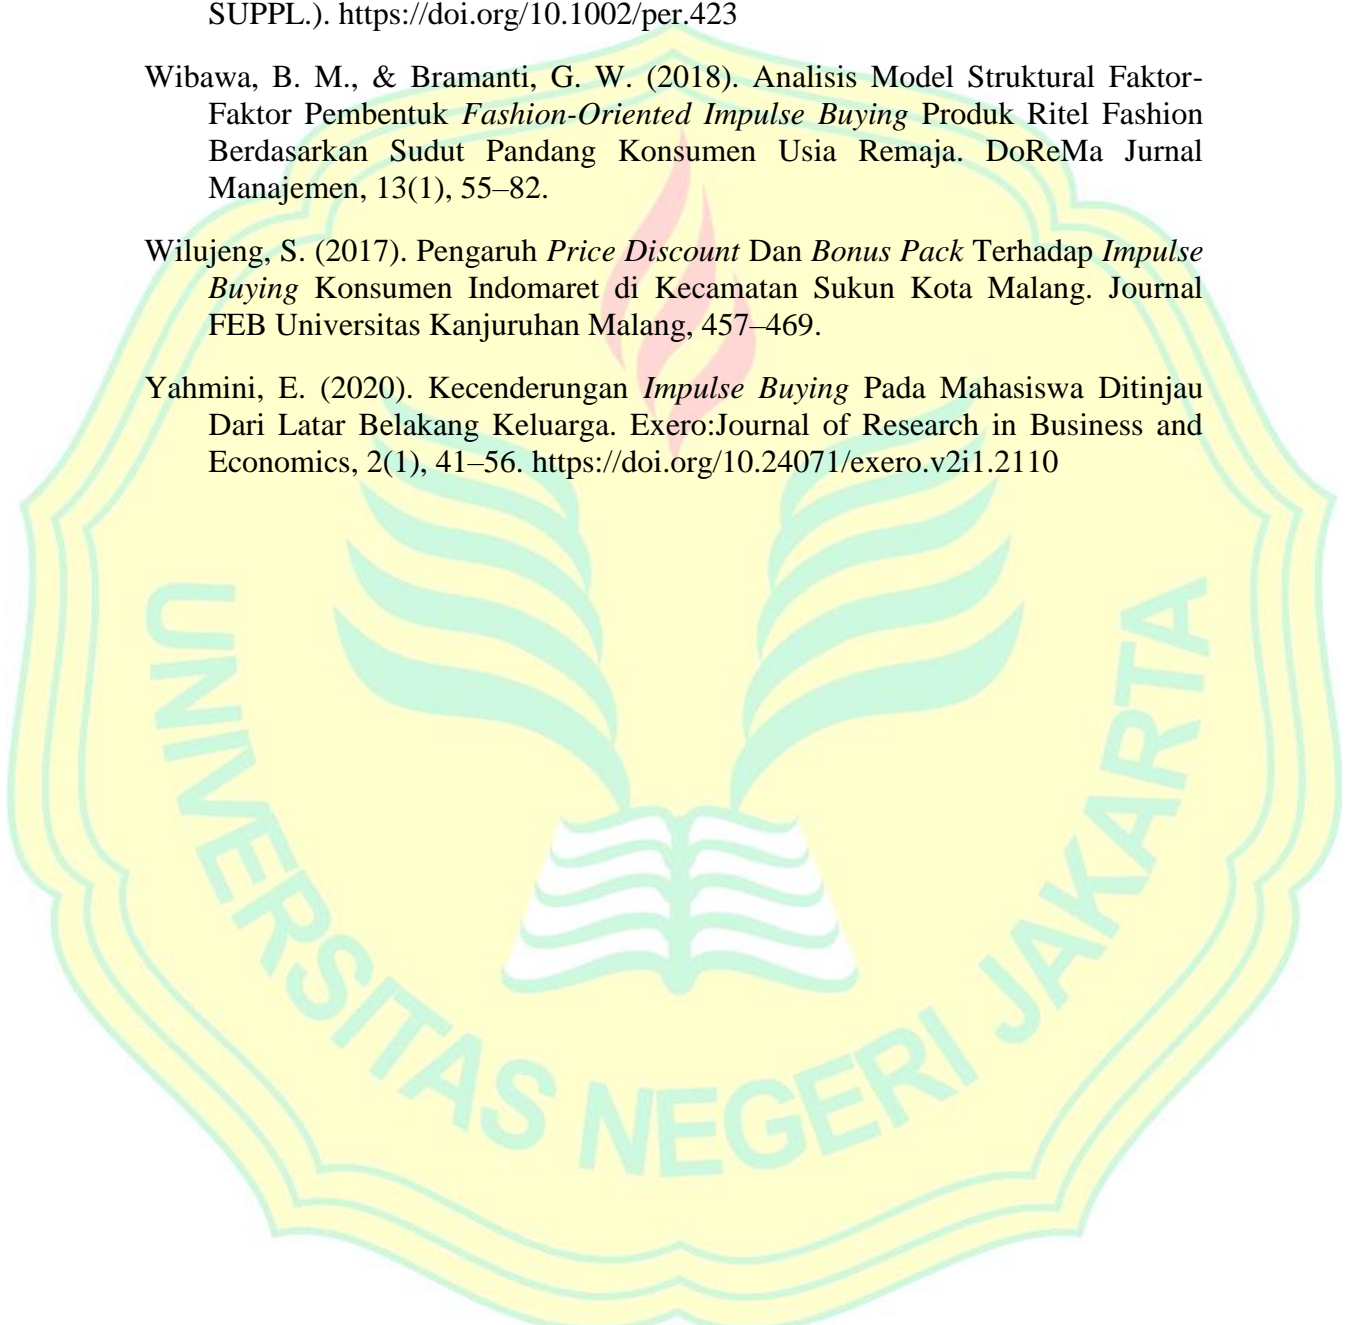 SUPPL.). https://doi.org/10.1002/per.423
Wibawa, B. M., & Bramanti, G. W. (2018). Analisis Model Struktural Faktor-
Faktor Pembentuk Fashion-Oriented Impulse Buying Produk Ritel Fashion
Berdasarkan Sudut Pandang Konsumen Usia Remaja. DoReMa Jurnal
Manajemen, 13(1), 55–82.
Wilujeng, S. (2017). Pengaruh Price Discount Dan Bonus Pack Terhadap Impulse
Buying Konsumen Indomaret di Kecamatan Sukun Kota Malang. Journal
FEB Universitas Kanjuruhan Malang, 457–469.
Yahmini, E. (2020). Kecenderungan Impulse Buying Pada Mahasiswa Ditinjau
Dari Latar Belakang Keluarga. Exero:Journal of Research in Business and
Economics, 2(1), 41–56. https://doi.org/10.24071/exero.v2i1.2110
UNIVERSITAS NEGERI JAKARTA